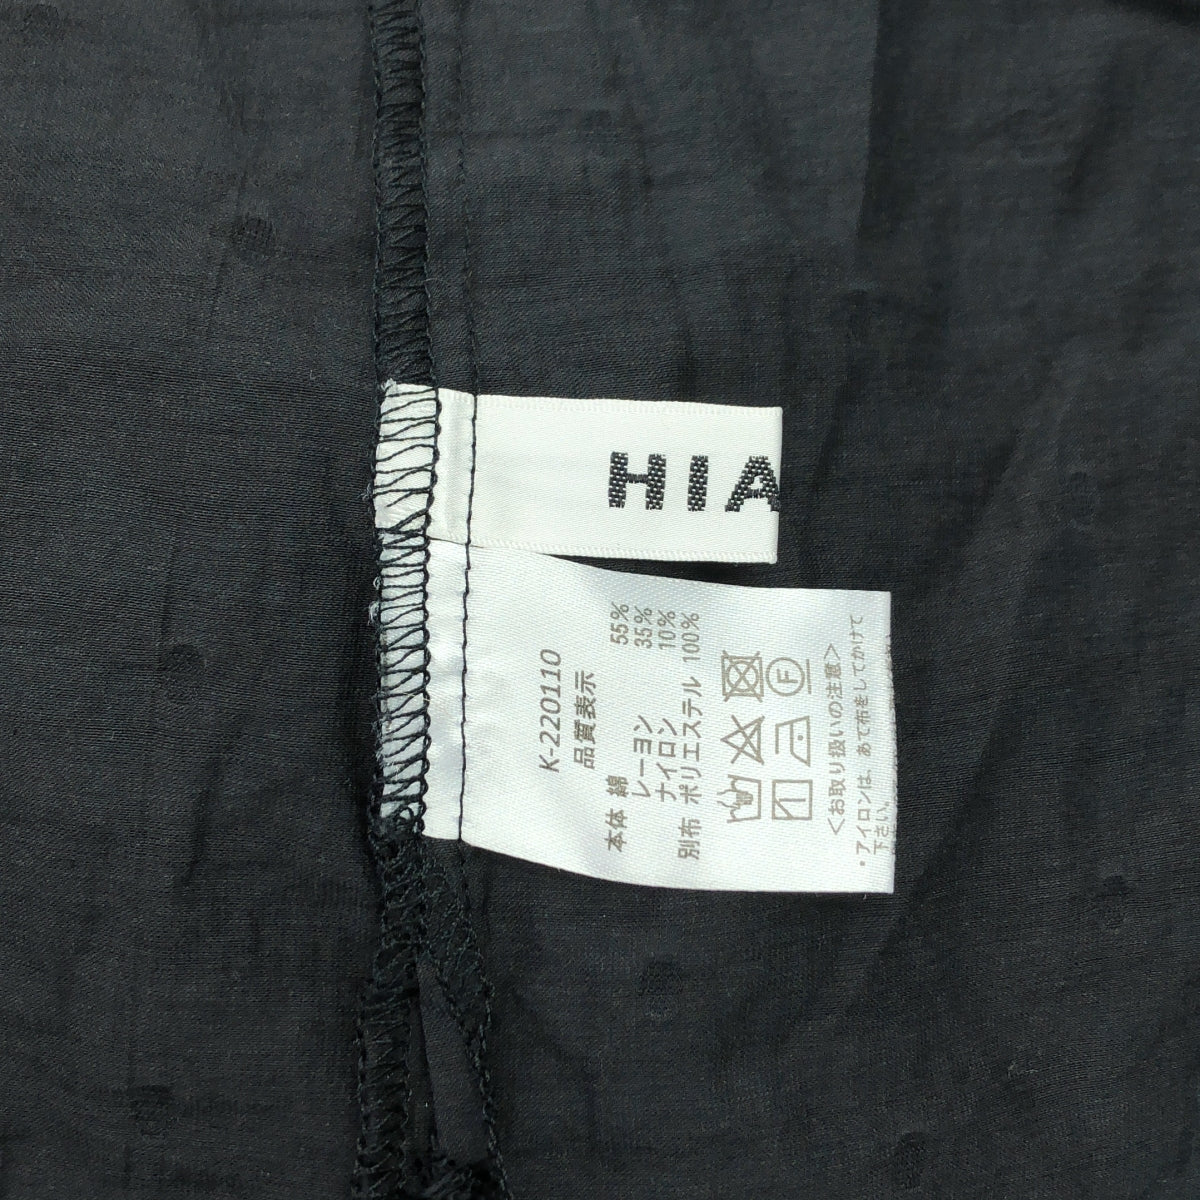 HIA
K-220110
品質表示
本体 綿 55%
レーヨン 35%
ナイロン 10%
別布 ポリエステル 100%
F
<お取り扱いの注意>
・アイロンは、あて布をしてかけて
下さい。